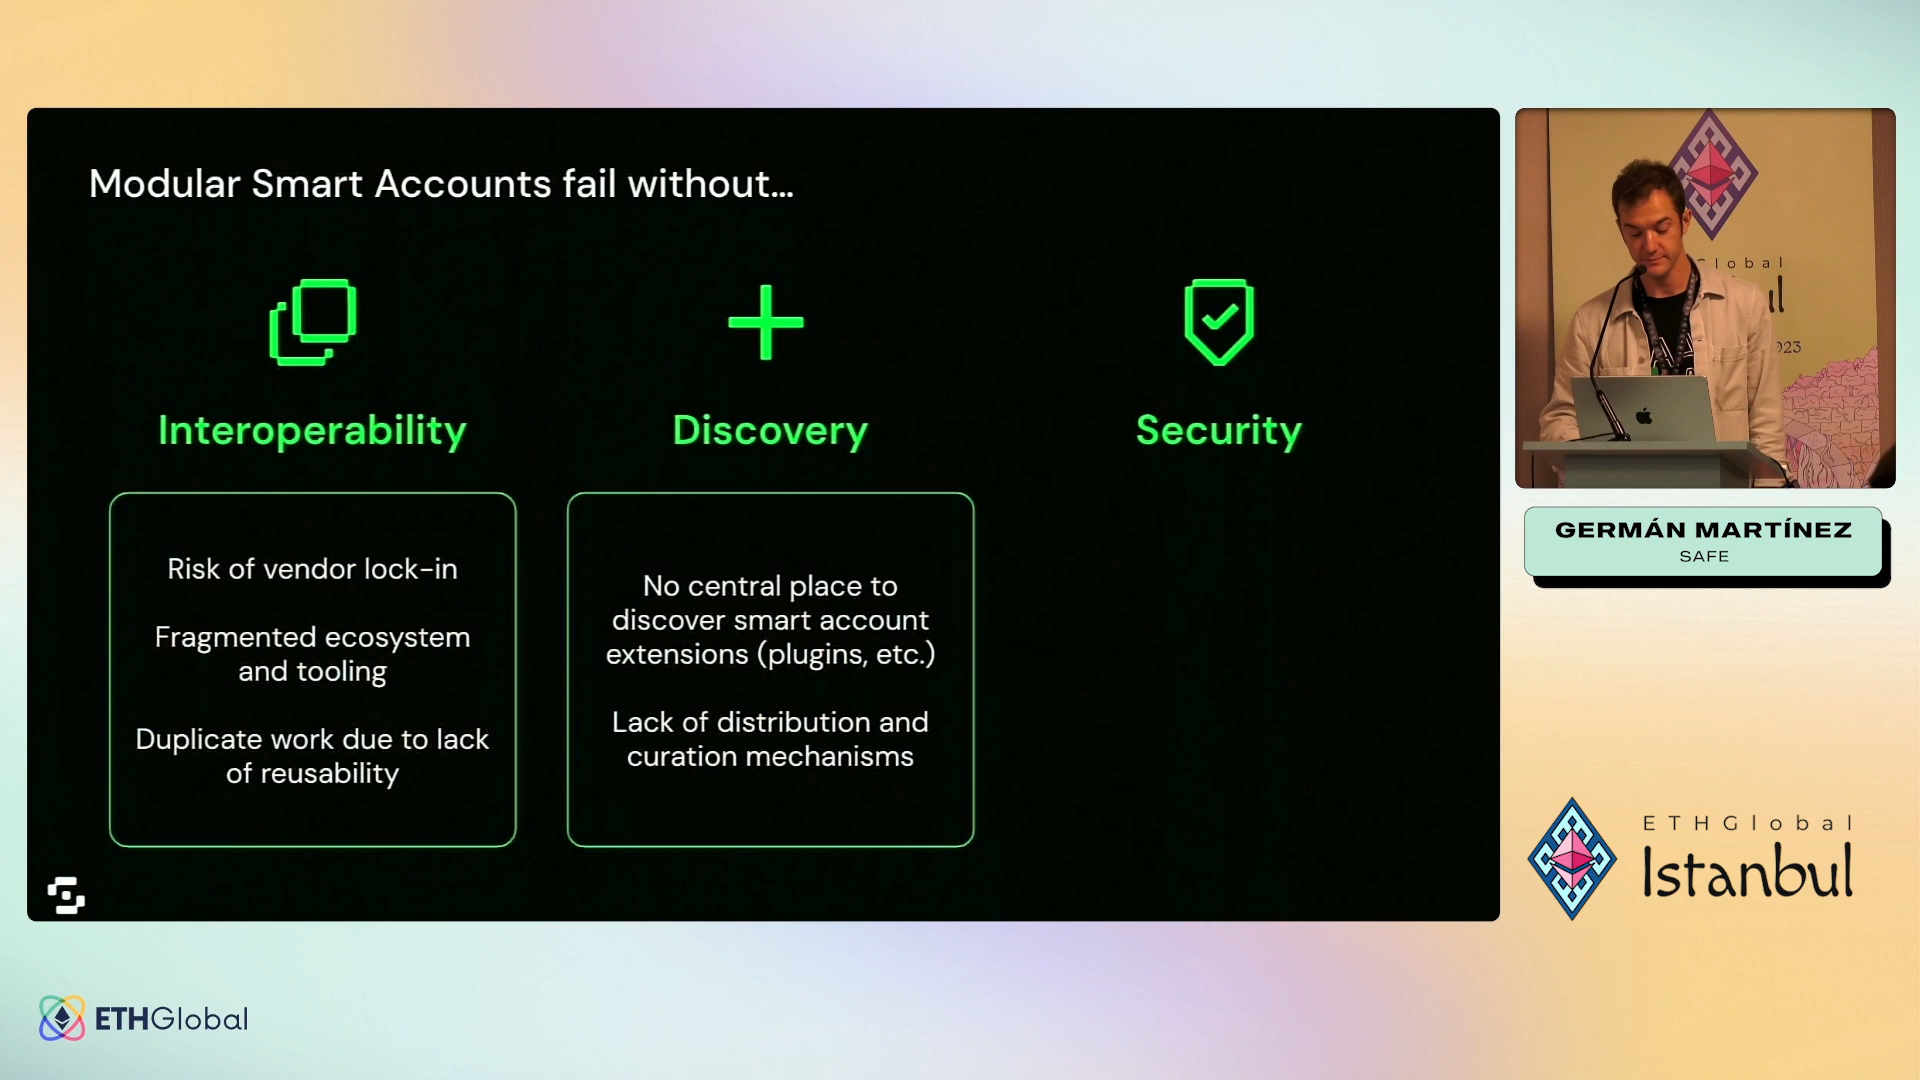 Modular Smart Accounts fail without...
Interoperability
Risk of vendor lock-in
Fragmented ecosystem
and tooling
Duplicate work due to lack
of reusability
Discovery
No central place to
discover smart account
extensions (plugins, etc.)
Lack of distribution and
curation mechanisms
Security
GERMÁN MARTÍNEZ
SAFE
ETHGlobal
Istanbul
ETHGlobal